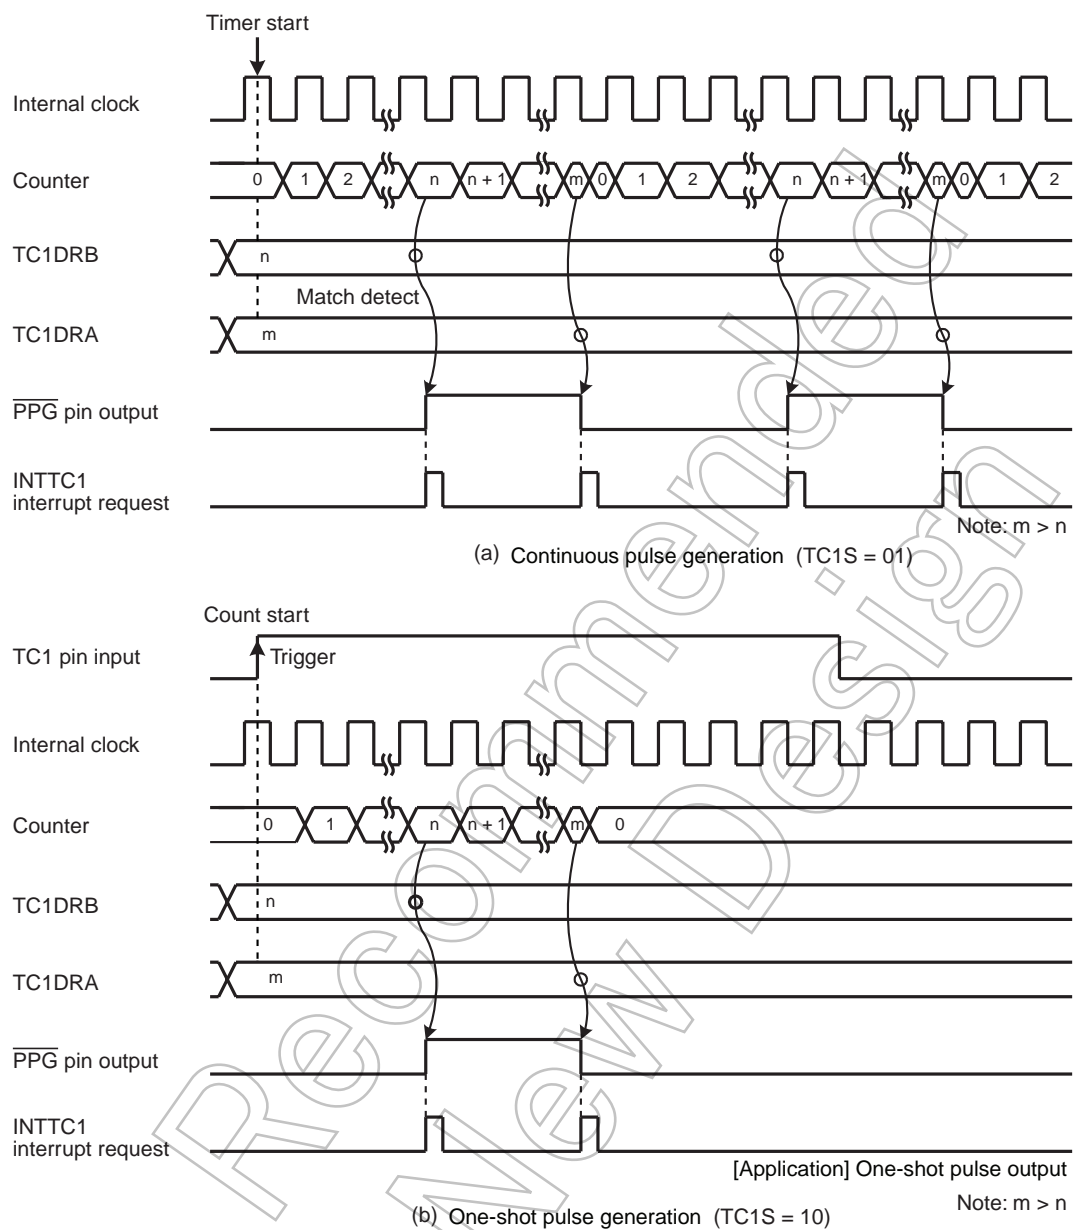 Timer start
Internal clock
Counter 0 1 2 n n + 1 m 0 1 2 n n + 1 m 0 1 2
TC1DRB n
Match detect
TC1DRA m
PPG pin output
INTTC1
interrupt request
Note: m > n
(a) Continuous pulse generation (TC1S = 01)
Count start
TC1 pin input Trigger
Internal clock
Counter 0 1 n n + 1 m 0
TC1DRB n
TC1DRA m
PPG pin output
INTTC1
interrupt request
[Application] One-shot pulse output
Note: m > n
(b) One-shot pulse generation (TC1S = 10)
Recommended
New Design